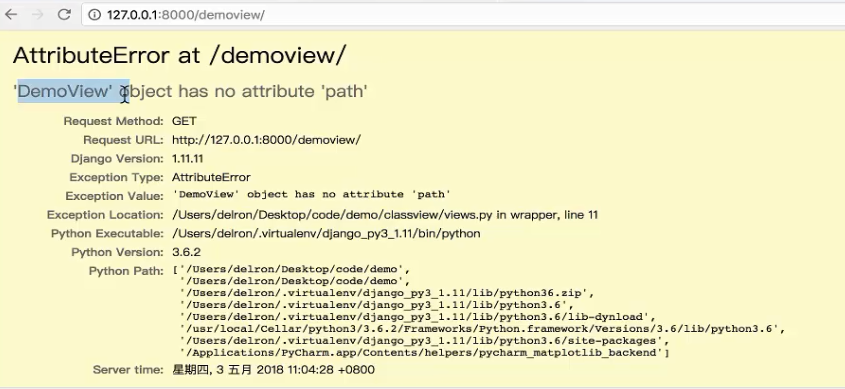 127.0.0.1:8000/demoview/
AttributeError at /demoview/
'DemoView' object has no attribute 'path'
Request Method: GET
Request URL: http://127.0.0.1:8000/demoview/
Django Version: 1.11.11
Exception Type: AttributeError
Exception Value: 'DemoView' object has no attribute 'path'
Exception Location: /Users/delron/Desktop/code/demo/classview/views.py in wrapper, line 11
Python Executable: /Users/delron/.virtualenv/django_py3_1.11/bin/python
Python Version: 3.6.2
Python Path: ['/Users/delron/Desktop/code/demo',
'/Users/delron/Desktop/code/demo',
'/Users/delron/.virtualenv/django_py3_1.11/lib/python36.zip',
'/Users/delron/.virtualenv/django_py3_1.11/lib/python3.6',
'/Users/delron/.virtualenv/django_py3_1.11/lib/python3.6/lib-dynload',
'/usr/local/Cellar/python3/3.6.2/Frameworks/Python.framework/Versions/3.6/lib/python3.6',
'/Users/delron/.virtualenv/django_py3_1.11/lib/python3.6/site-packages',
'/Applications/PyCharm.app/Contents/helpers/pycharm_matplotlib_backend']
Server time: 星期四, 3 五月 2018 11:04:28 +0800